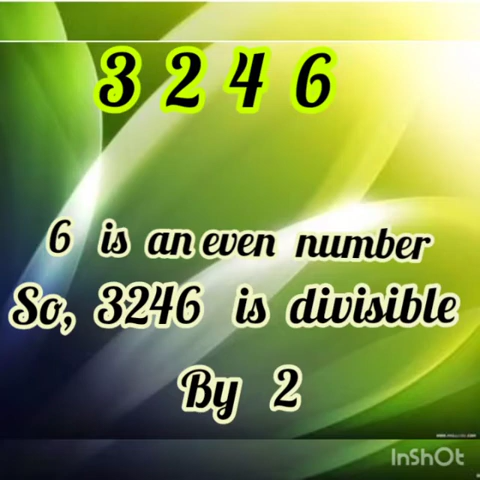 3 2 4 6
6 is an even number
So, 3246 is divisible
By 2
InShOt